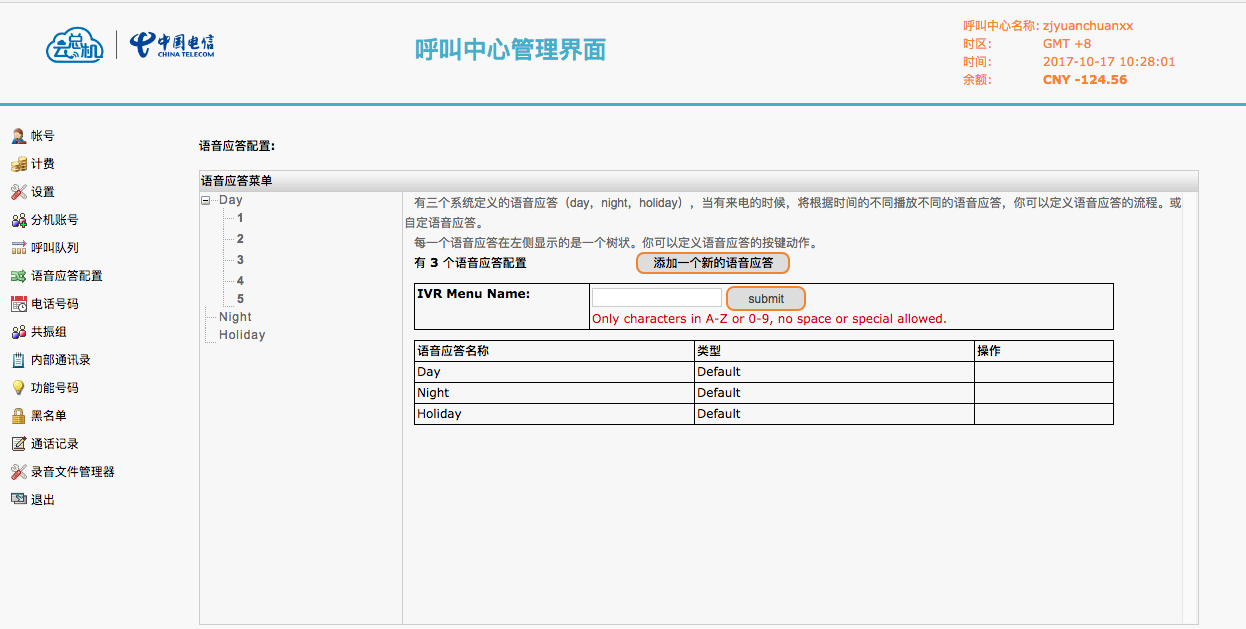 云总机
中国电信
CHINA TELECOM
呼叫中心管理界面
呼叫中心名称: zjyuanchuanxx
时区: GMT +8
时间: 2017-10-17 10:28:01
余额: CNY -124.56
帐号
计费
设置
分机账号
呼叫队列
语音应答配置
电话号码
共振组
内部通讯录
功能号码
黑名单
通话记录
录音文件管理器
退出
语音应答配置:
语音应答菜单
Day
1
2
3
4
5
Night
Holiday
有三个系统定义的语音应答（day，night，holiday），当有来电的时候，将根据时间的不同播放不同的语音应答，你可以定义语音应答的流程。或
自定语音应答。
每一个语音应答在左侧显示的是一个树状。你可以定义语音应答的按键动作。
有 3 个语音应答配置 添加一个新的语音应答
IVR Menu Name: submit
Only characters in A-Z or 0-9, no space or special allowed.
语音应答名称 类型 操作
Day Default
Night Default
Holiday Default